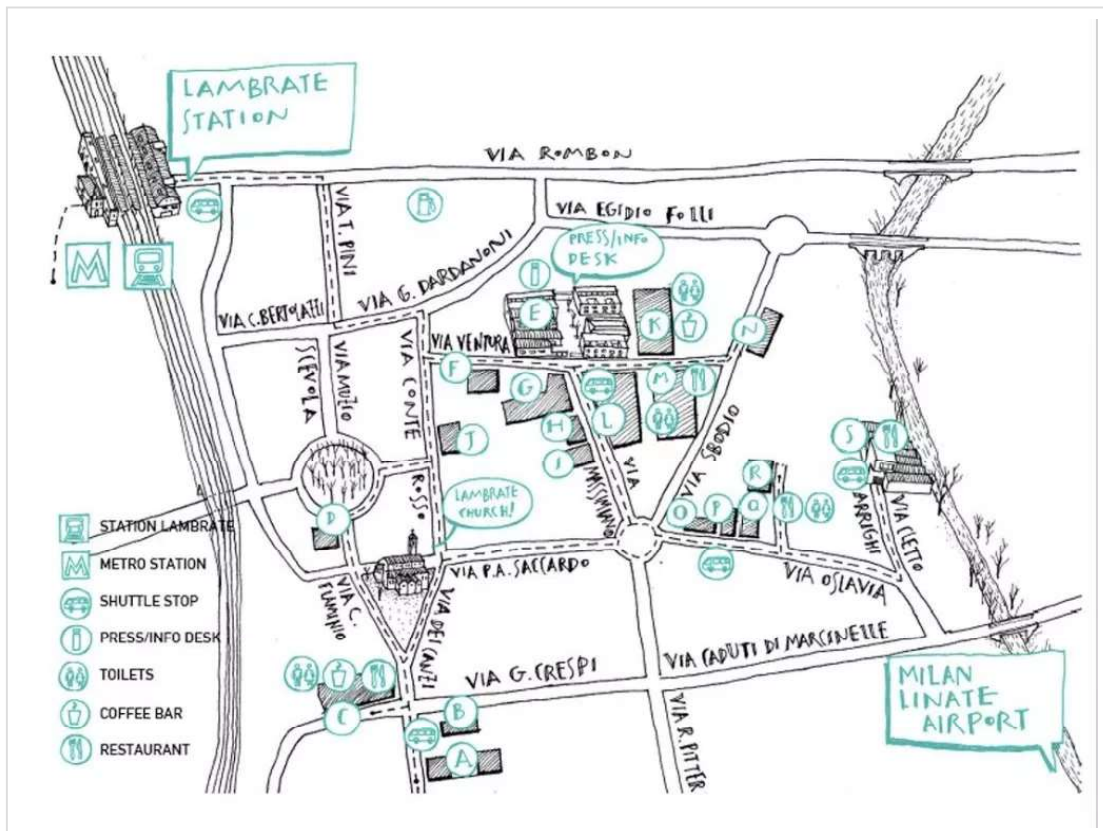 LAMBRATE
STATION
VIA ROMBON
VIA EGIDIO FOLLI
VIA T. PINI
VIA G. DARDANONI
PRESS/INFO
DESK
VIA C.BERTOLAZZI
VIA MUZIO
SCEVOLA
VIA CONTE
ROSSO
VIA VENTURA
E
K
N
F
G
M
L
H
J
I
VIA
MASSIMIANO
VIA SBODIO
S
R
D
LAMBRATE
CHURCH!
O
P
Q
VIA CLETO
ARRIGHI
VIA P.A. SACCARDO
VIA OSLAVIA
VIA C.
FLAMINIO
VIA DEI CANZI
VIA G. CRESPI
VIA CADUTI DI MARCINELLE
VIA R. PITTER
C
B
A
MILAN
LINATE
AIRPORT
M
STATION LAMBRATE
M
METRO STATION
SHUTTLE STOP
PRESS/INFO DESK
TOILETS
COFFEE BAR
RESTAURANT